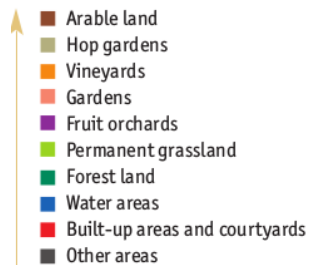 Arable land
Hop gardens
Vineyards
Gardens
Fruit orchards
Permanent grassland
Forest land
Water areas
Built-up areas and courtyards
Other areas